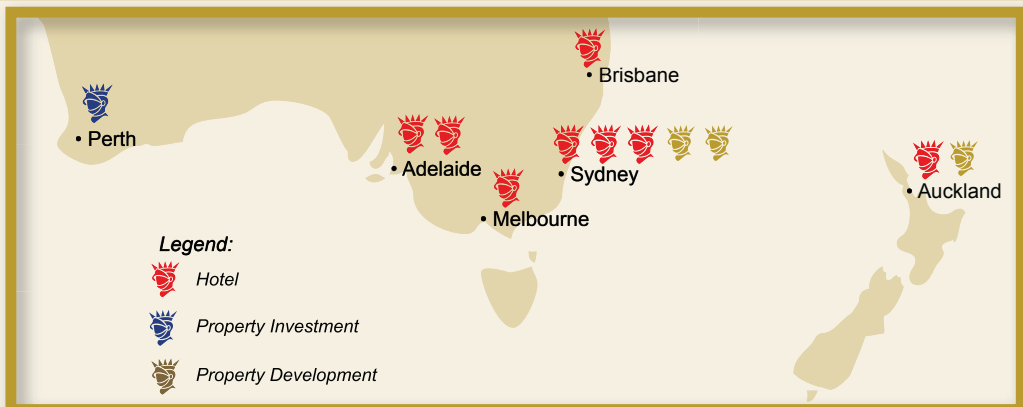 Brisbane
Perth
Adelaide
Sydney
Auckland
Melbourne
Legend:
Hotel
Property Investment
Property Development